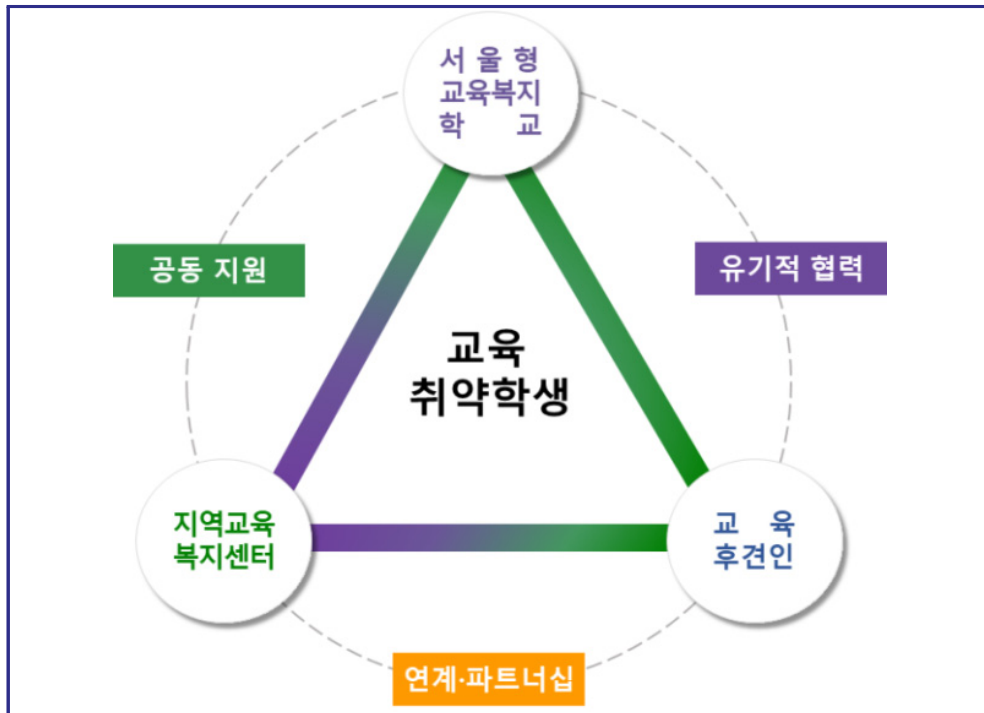 서 울 형
교육복지
학 교
공동 지원
유기적 협력
교육
취약학생
지역교육
복지센터
교 육
후견인
연계·파트너십